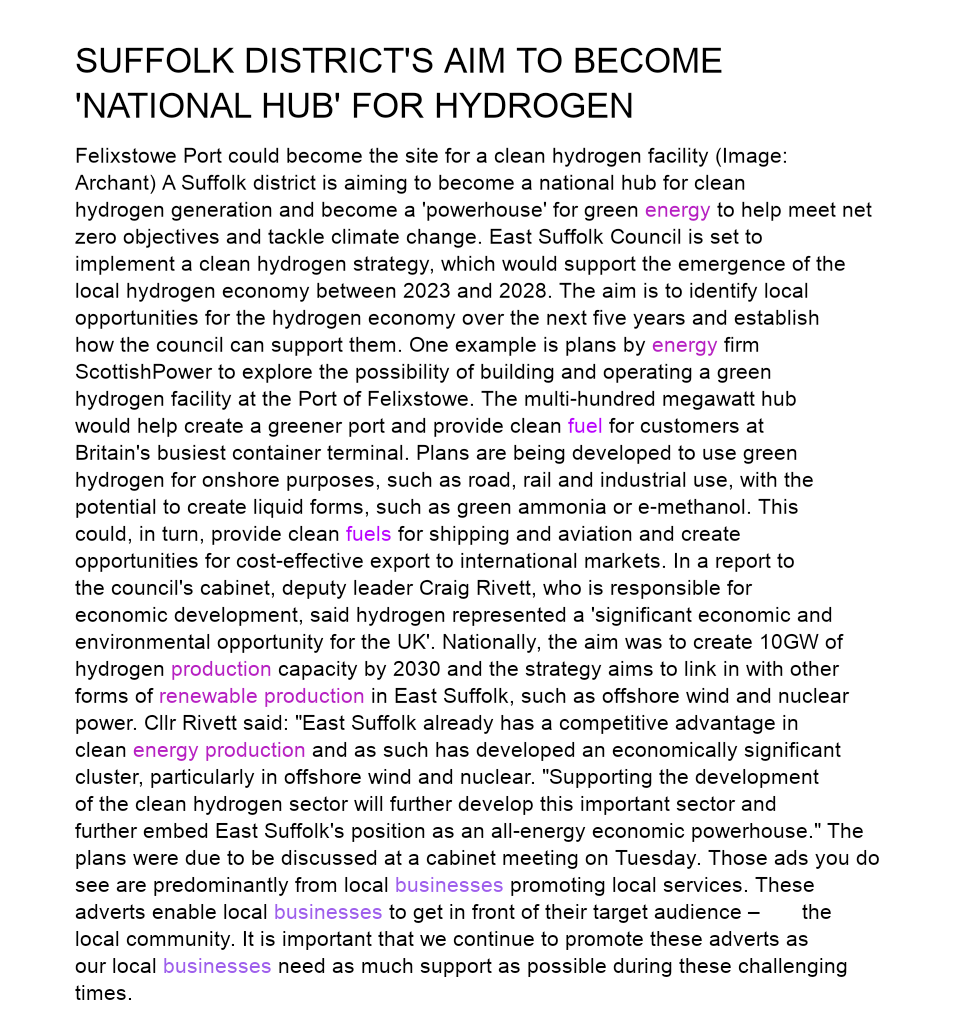 SUFFOLK DISTRICT'S AIM TO BECOME
'NATIONAL HUB' FOR HYDROGEN
Felixstowe Port could become the site for a clean hydrogen facility (Image:
Archant) A Suffolk district is aiming to become a national hub for clean
hydrogen generation and become a 'powerhouse' for green energy to help meet net
zero objectives and tackle climate change. East Suffolk Council is set to
implement a clean hydrogen strategy, which would support the emergence of the
local hydrogen economy between 2023 and 2028. The aim is to identify local
opportunities for the hydrogen economy over the next five years and establish
how the council can support them. One example is plans by energy firm
ScottishPower to explore the possibility of building and operating a green
hydrogen facility at the Port of Felixstowe. The multi-hundred megawatt hub
would help create a greener port and provide clean fuel for customers at
Britain's busiest container terminal. Plans are being developed to use green
hydrogen for onshore purposes, such as road, rail and industrial use, with the
potential to create liquid forms, such as green ammonia or e-methanol. This
could, in turn, provide clean fuels for shipping and aviation and create
opportunities for cost-effective export to international markets. In a report to
the council's cabinet, deputy leader Craig Rivett, who is responsible for
economic development, said hydrogen represented a 'significant economic and
environmental opportunity for the UK'. Nationally, the aim was to create 10GW of
hydrogen production capacity by 2030 and the strategy aims to link in with other
forms of renewable production in East Suffolk, such as offshore wind and nuclear
power. Cllr Rivett said: "East Suffolk already has a competitive advantage in
clean energy production and as such has developed an economically significant
cluster, particularly in offshore wind and nuclear. "Supporting the development
of the clean hydrogen sector will further develop this important sector and
further embed East Suffolk's position as an all-energy economic powerhouse." The
plans were due to be discussed at a cabinet meeting on Tuesday. Those ads you do
see are predominantly from local businesses promoting local services. These
adverts enable local businesses to get in front of their target audience – the
local community. It is important that we continue to promote these adverts as
our local businesses need as much support as possible during these challenging
times.